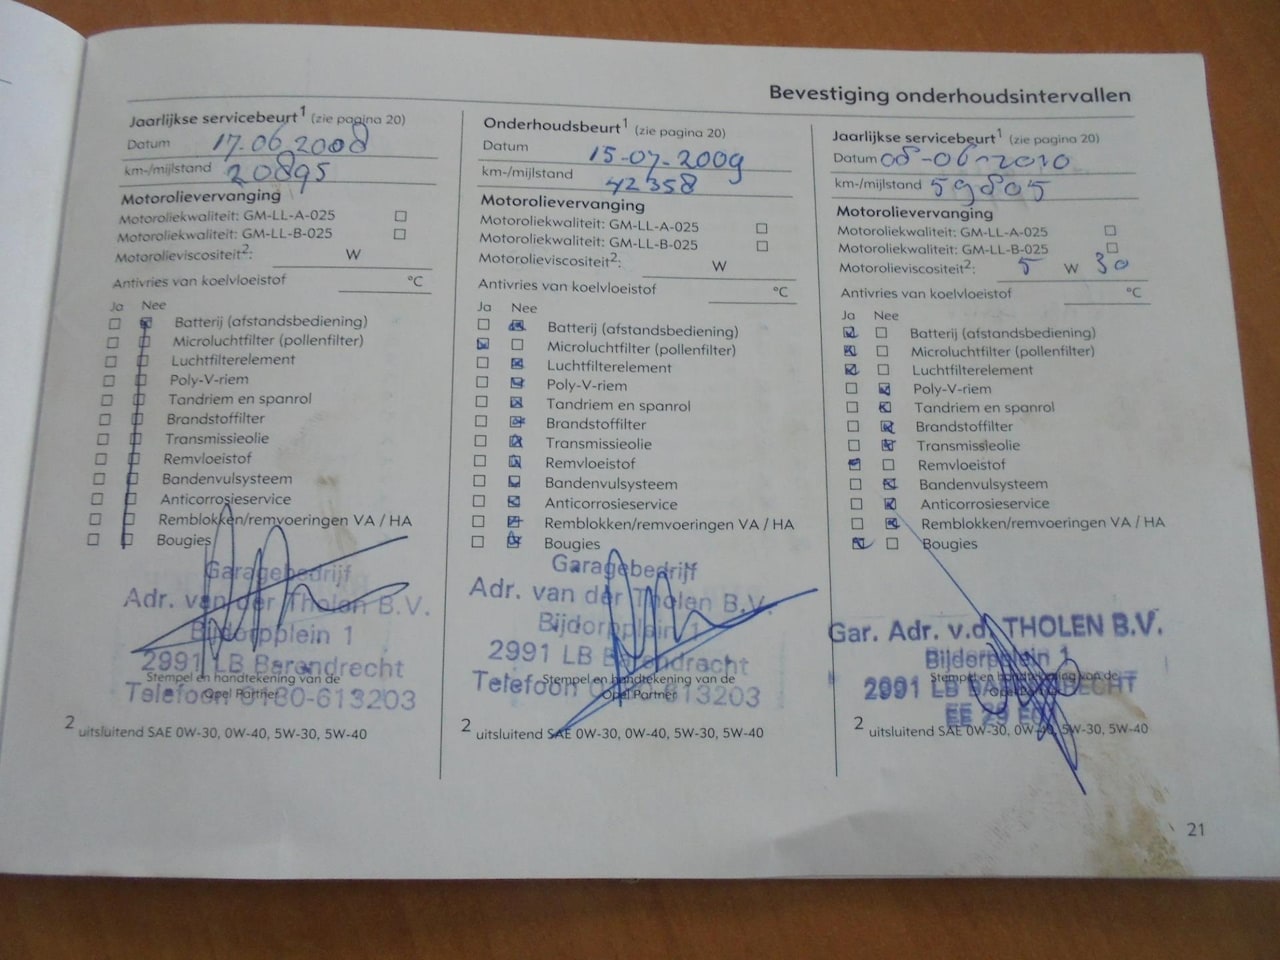 Bevestiging onderhoudsintervallen
Jaarlijkse servicebeurt1 (zie pagina 20)
Datum 17-06-2008
km-/mijlstand 20895
Motorolievervanging
Motoroliekwaliteit: GM-LL-A-025
Motoroliekwaliteit: GM-LL-B-025
Motorolieviscositeit2: W
Antivries van koelvloeistof °C
Ja Nee
Batterij (afstandsbediening)
Microluchtfilter (pollenfilter)
Luchtfilterelement
Poly-V-riem
Tandriem en spanrol
Brandstoffilter
Transmissieolie
Remvloeistof
Bandenvulsysteem
Anticorrosieservice
Remblokken/remvoeringen VA / HA
Bougies
Garagebedrijf
Adr. van der Tholen B.V.
Bijdorpplein 1
2991 LB Barendrecht
Stempel en handtekening van de
Opel Partner
Telefoon 0180-613203
2 uitsluitend SAE 0W-30, 0W-40, 5W-30, 5W-40
Onderhoudsbeurt1 (zie pagina 20)
Datum 15-07-2009
km-/mijlstand 42358
Motorolievervanging
Motoroliekwaliteit: GM-LL-A-025
Motoroliekwaliteit: GM-LL-B-025
Motorolieviscositeit2: W
Antivries van koelvloeistof °C
Ja Nee
Batterij (afstandsbediening)
Microluchtfilter (pollenfilter)
Luchtfilterelement
Poly-V-riem
Tandriem en spanrol
Brandstoffilter
Transmissieolie
Remvloeistof
Bandenvulsysteem
Anticorrosieservice
Remblokken/remvoeringen VA / HA
Bougies
Garagebedrijf
Adr. van der Tholen B.V.
Bijdorpplein 1
2991 LB Barendrecht
Stempel en handtekening van de
Opel Partner
Telefoon 0180-613203
2 uitsluitend SAE 0W-30, 0W-40, 5W-30, 5W-40
Jaarlijkse servicebeurt1 (zie pagina 20)
Datum 08-06-2010
km-/mijlstand 59805
Motorolievervanging
Motoroliekwaliteit: GM-LL-A-025
Motoroliekwaliteit: GM-LL-B-025
Motorolieviscositeit2: 5 W 30
Antivries van koelvloeistof °C
Ja Nee
Batterij (afstandsbediening)
Microluchtfilter (pollenfilter)
Luchtfilterelement
Poly-V-riem
Tandriem en spanrol
Brandstoffilter
Transmissieolie
Remvloeistof
Bandenvulsysteem
Anticorrosieservice
Remblokken/remvoeringen VA / HA
Bougies
Gar. Adr. v.d. THOLEN B.V.
Bijdorpplein 1
Stempel en handtekening van de
2991 LB BARENDRECHT
2 uitsluitend SAE 0W-30, 0W-40, 5W-30, 5W-40
21